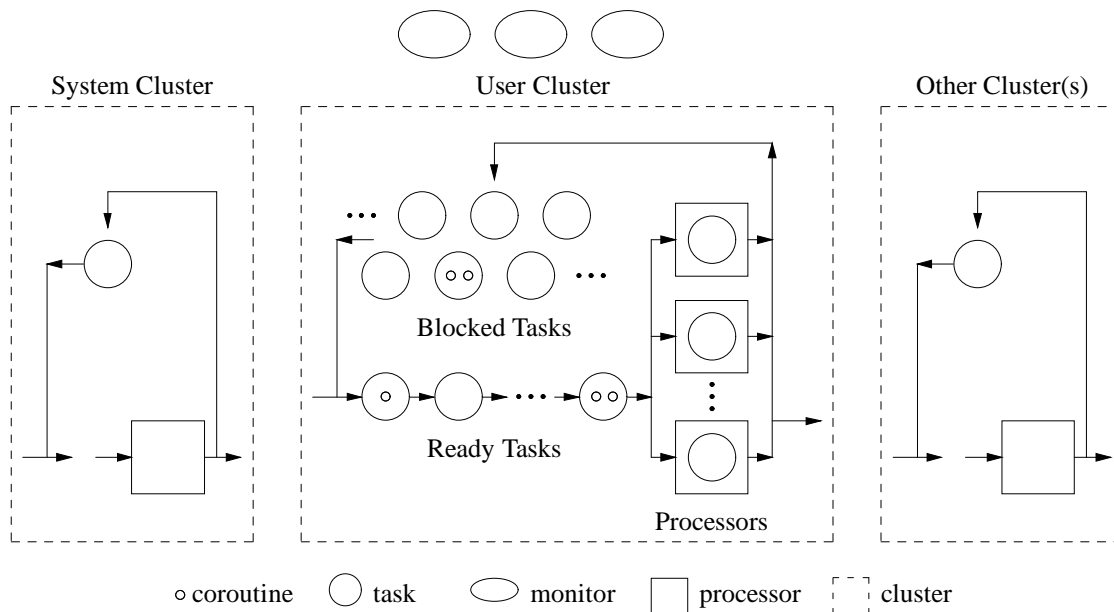 System Cluster
User Cluster
Other Cluster(s)
Blocked Tasks
Ready Tasks
Processors
coroutine task monitor processor cluster